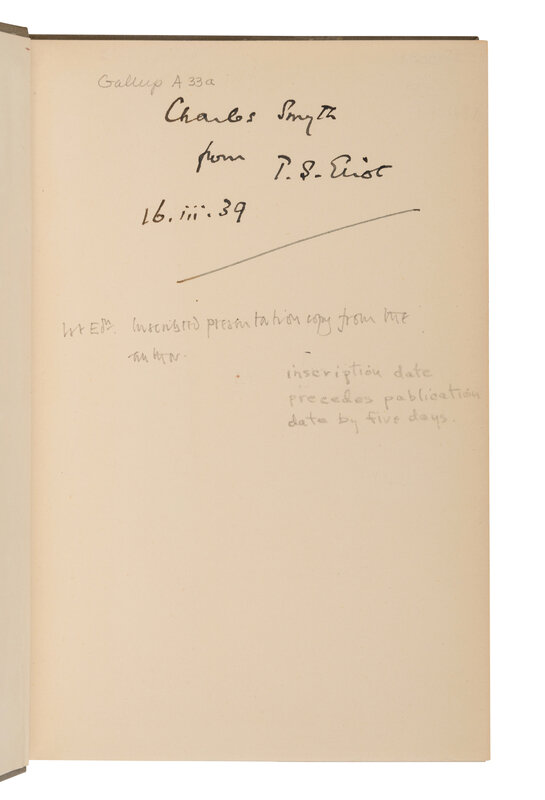 Gallup A 33a
Charles Smyth
from T. S. Eliot
16.iii.39
1st Edn. Inscribed presentation copy from the
author.
inscription date
precedes publication
date by five days.